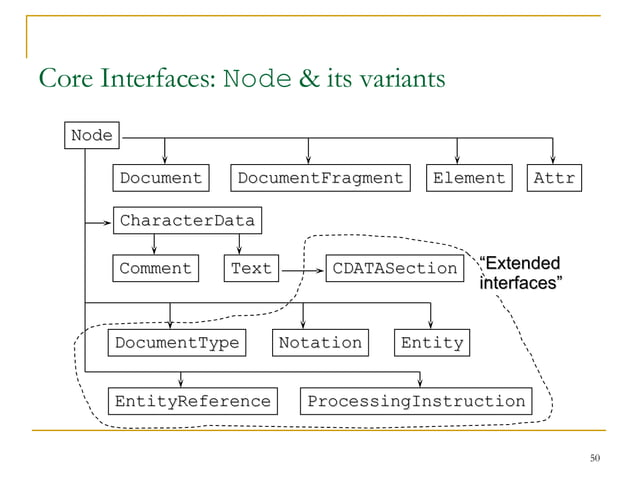 Core Interfaces: Node & its variants
Node
Document DocumentFragment Element Attr
CharacterData
Comment Text CDATASection
“Extended
interfaces”
DocumentType Notation Entity
EntityReference ProcessingInstruction
50